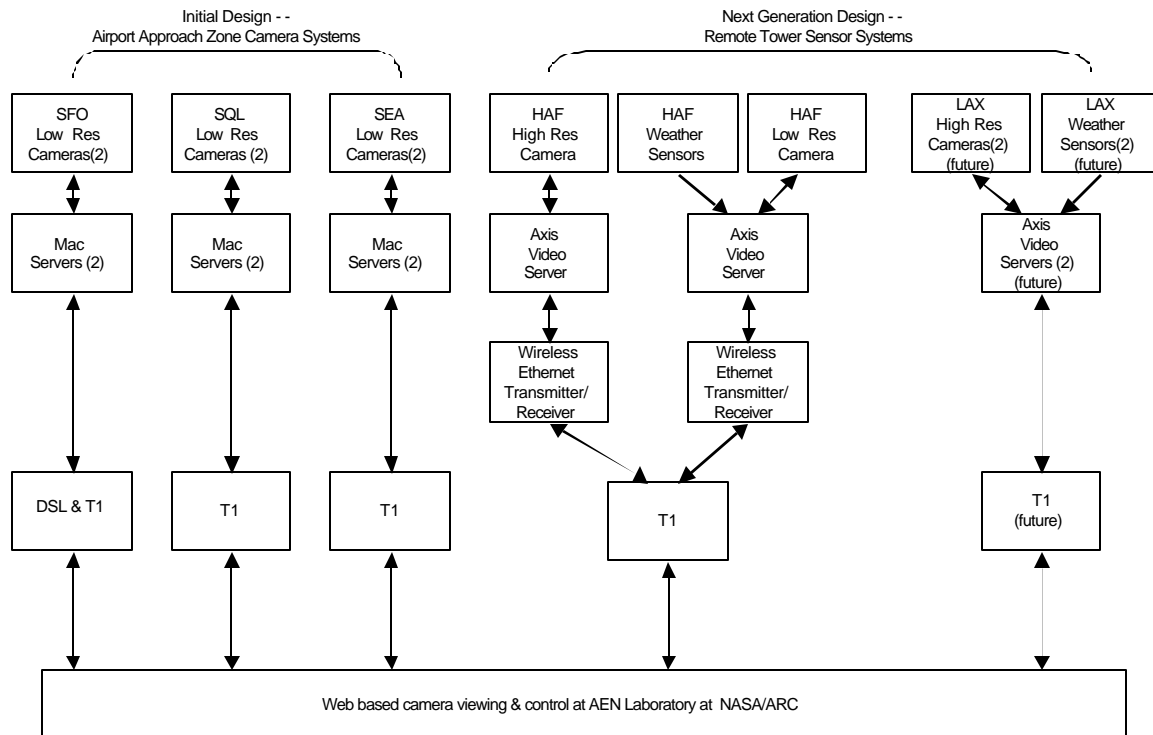 Initial Design - -
Airport Approach Zone Camera Systems
Next Generation Design - -
Remote Tower Sensor Systems
SFO
Low Res
Cameras(2)
SQL
Low Res
Cameras (2)
SEA
Low Res
Cameras(2)
HAF
High Res
Camera
HAF
Weather
Sensors
HAF
Low Res
Camera
LAX
High Res
Cameras(2)
(future)
LAX
Weather
Sensors(2)
(future)
Mac
Servers (2)
Mac
Servers (2)
Mac
Servers (2)
Axis
Video
Server
Axis
Video
Server
Axis
Video
Servers (2)
(future)
Wireless
Ethernet
Transmitter/
Receiver
Wireless
Ethernet
Transmitter/
Receiver
DSL & T1
T1
T1
T1
T1
(future)
Web based camera viewing & control at AEN Laboratory at NASA/ARC